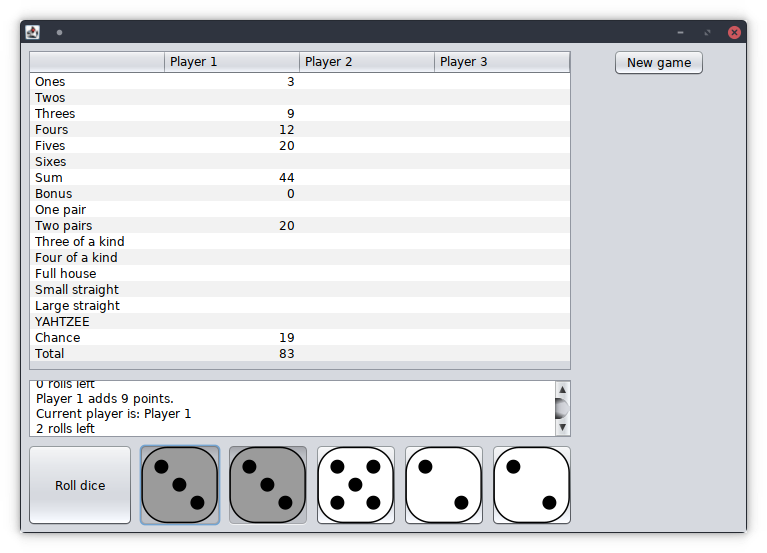 Player 1 Player 2 Player 3 New game
Ones 3
Twos
Threes 9
Fours 12
Fives 20
Sixes
Sum 44
Bonus 0
One pair
Two pairs 20
Three of a kind
Four of a kind
Full house
Small straight
Large straight
YAHTZEE
Chance 19
Total 83
0 rolls left
Player 1 adds 9 points.
Current player is: Player 1
2 rolls left
Roll dice